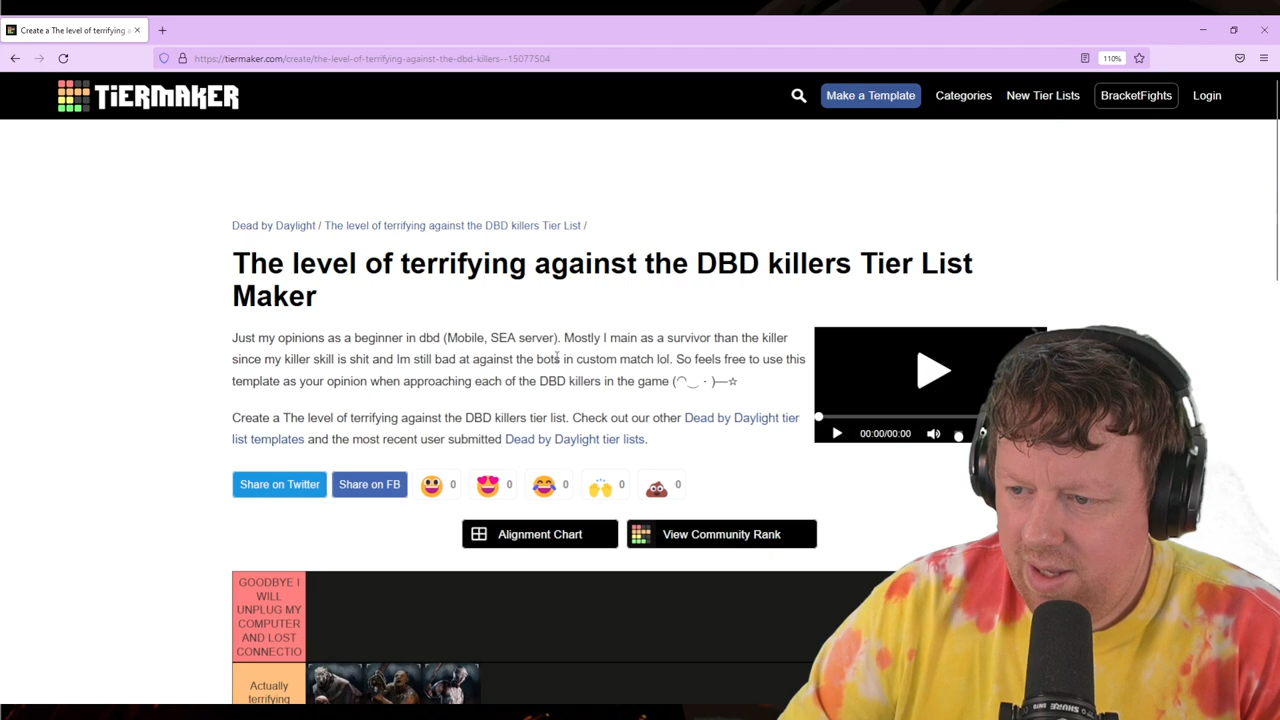 Create a The level of terrifying a
https://tiermaker.com/create/the-level-of-terrifying-against-the-dbd-killers--15077504
110%
TiERMAKER
Make a Template
Categories
New Tier Lists
BracketFights
Login
Dead by Daylight / The level of terrifying against the DBD killers Tier List /
The level of terrifying against the DBD killers Tier List
Maker
Just my opinions as a beginner in dbd (Mobile, SEA server). Mostly I main as a survivor than the killer
since my killer skill is shit and Im still bad at against the bots in custom match lol. So feels free to use this
template as your opinion when approaching each of the DBD killers in the game (◠‿・)—☆
Create a The level of terrifying against the DBD killers tier list. Check out our other Dead by Daylight tier
list templates and the most recent user submitted Dead by Daylight tier lists.
00:00/00:00
Share on Twitter
Share on FB
0
0
0
0
0
Alignment Chart
View Community Rank
GOODBYE I
WILL
UNPLUG MY
COMPUTER
AND LOST
CONNECTIO
Actually
terrifying
SHURE SM7B